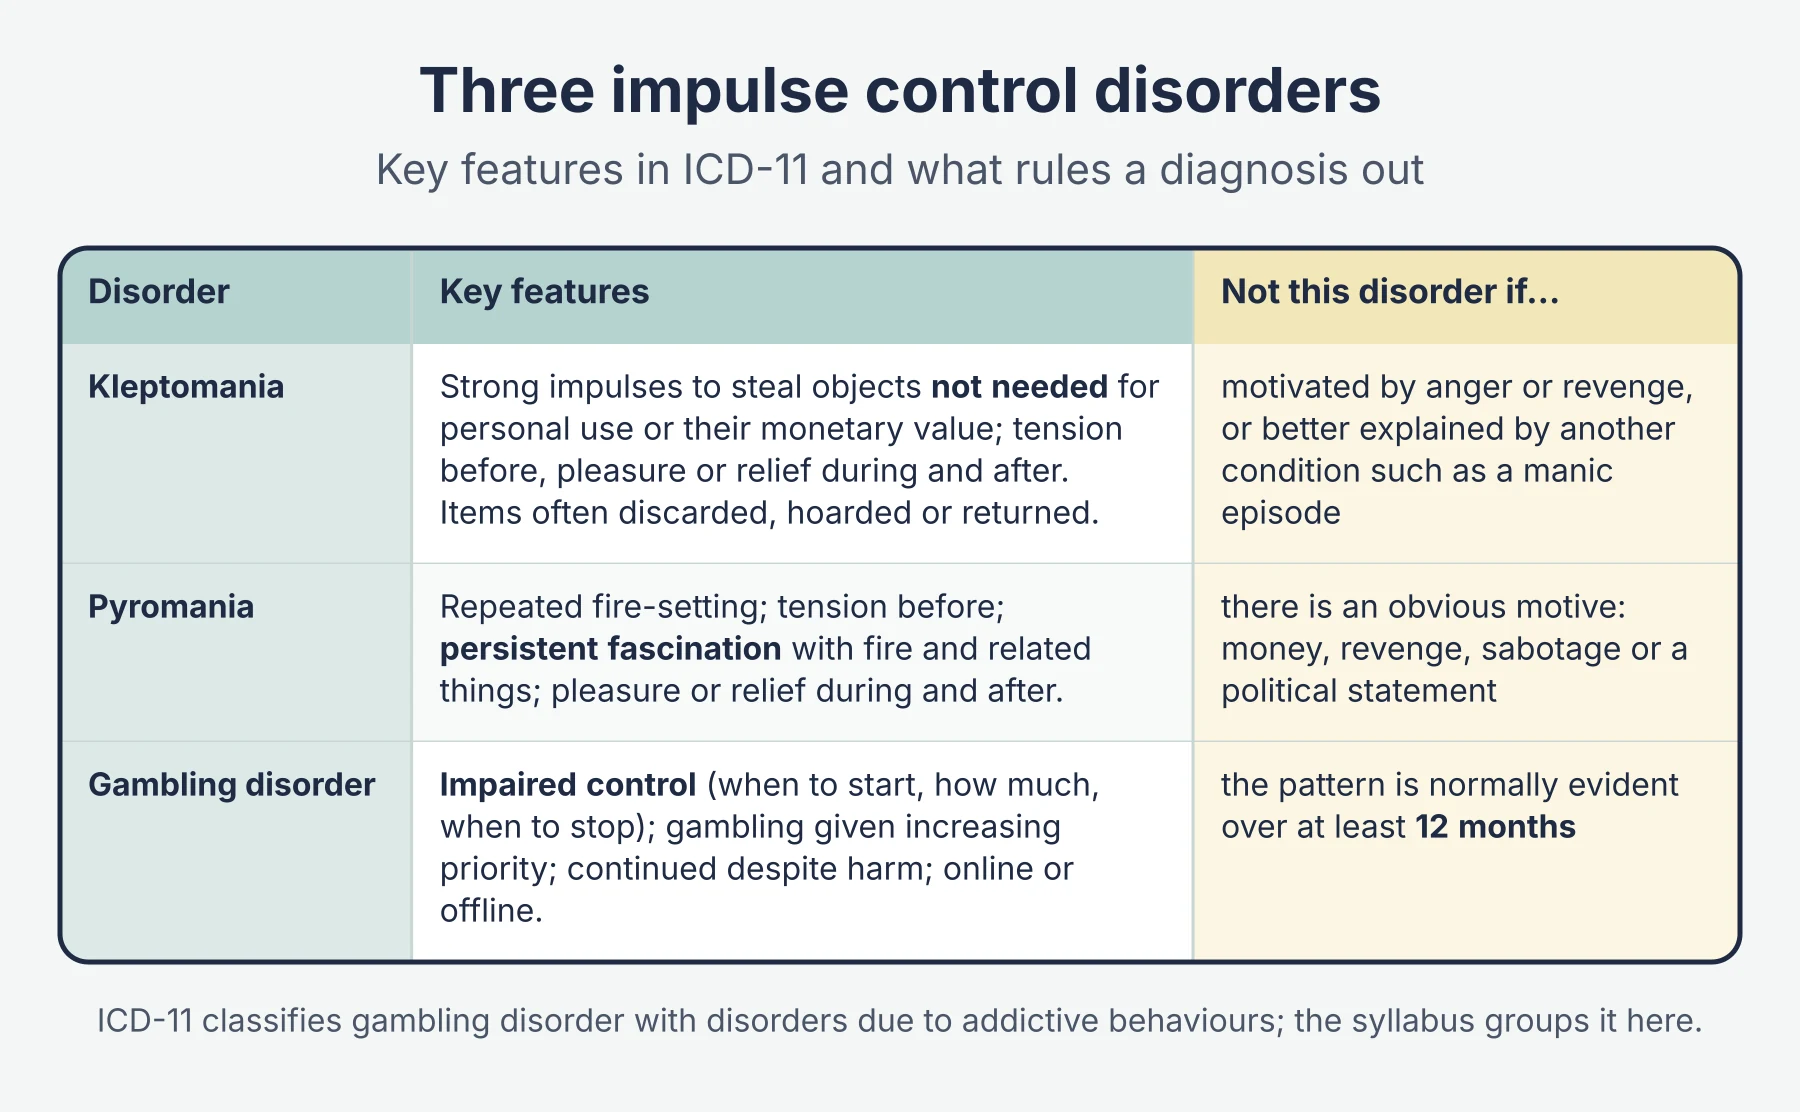 Three impulse control disorders
Key features in ICD-11 and what rules a diagnosis out
Disorder
Key features
Not this disorder if...
Kleptomania
Strong impulses to steal objects not needed for
personal use or their monetary value; tension
before, pleasure or relief during and after.
Items often discarded, hoarded or returned.
motivated by anger or revenge,
or better explained by another
condition such as a manic
episode
Pyromania
Repeated fire-setting; tension before;
persistent fascination with fire and related
things; pleasure or relief during and after.
there is an obvious motive:
money, revenge, sabotage or a
political statement
Gambling disorder
Impaired control (when to start, how much,
when to stop); gambling given increasing
priority; continued despite harm; online or
offline.
the pattern is normally evident
over at least 12 months
ICD-11 classifies gambling disorder with disorders due to addictive behaviours; the syllabus groups it here.